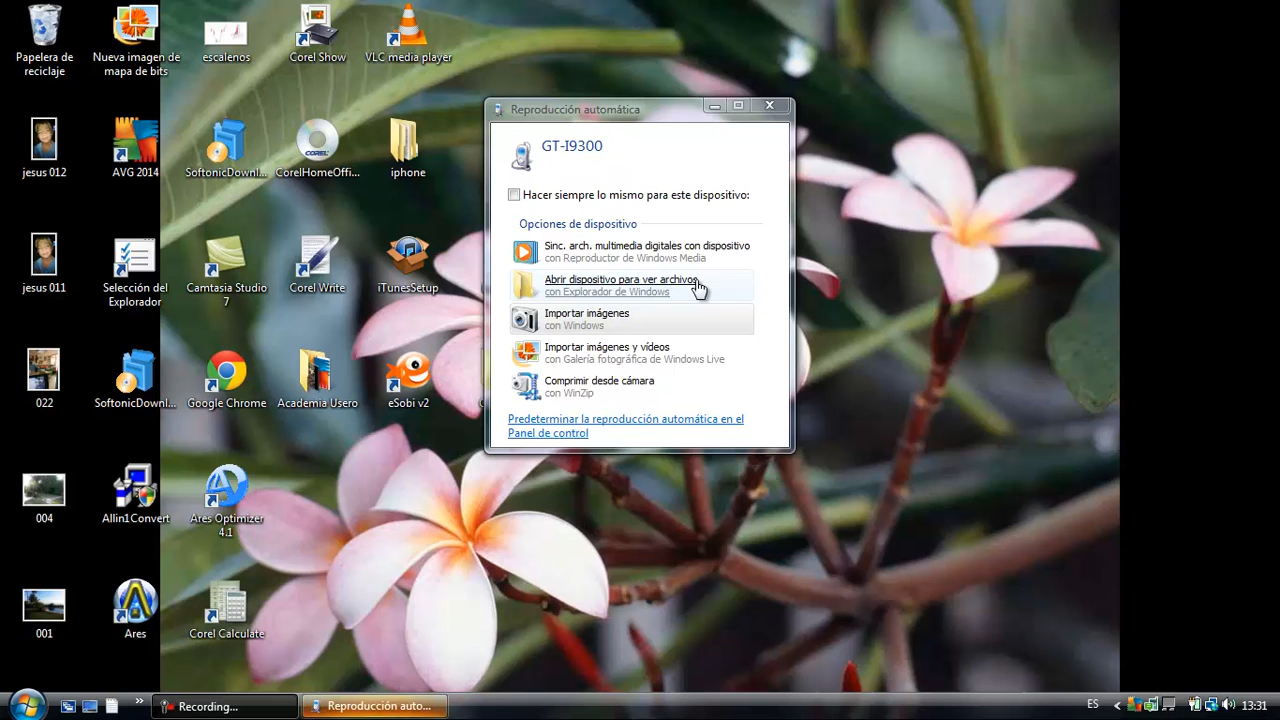 Papelera de
reciclaje
Nueva imagen de
mapa de bits
escalenos
Corel Show
VLC media player
jesus 012
AVG 2014
SoftonicDownl...
CorelHomeOffi...
iphone
jesus 011
Selección del
Explorador
Camtasia Studio
7
Corel Write
iTunesSetup
022
SoftonicDownl...
Google Chrome
Academia Usero
eSobi v2
004
Allin1Convert
Ares Optimizer
4.1
001
Ares
Corel Calculate
Reproducción automática
GT-I9300
Hacer siempre lo mismo para este dispositivo:
Opciones de dispositivo
Sinc. arch. multimedia digitales con dispositivo
con Reproductor de Windows Media
Abrir dispositivo para ver archivos
con Explorador de Windows
Importar imágenes
con Windows
Importar imágenes y vídeos
con Galería fotográfica de Windows Live
Comprimir desde cámara
con WinZip
Predeterminar la reproducción automática en el
Panel de control
Recording...
Reproducción auto...
ES
13:31